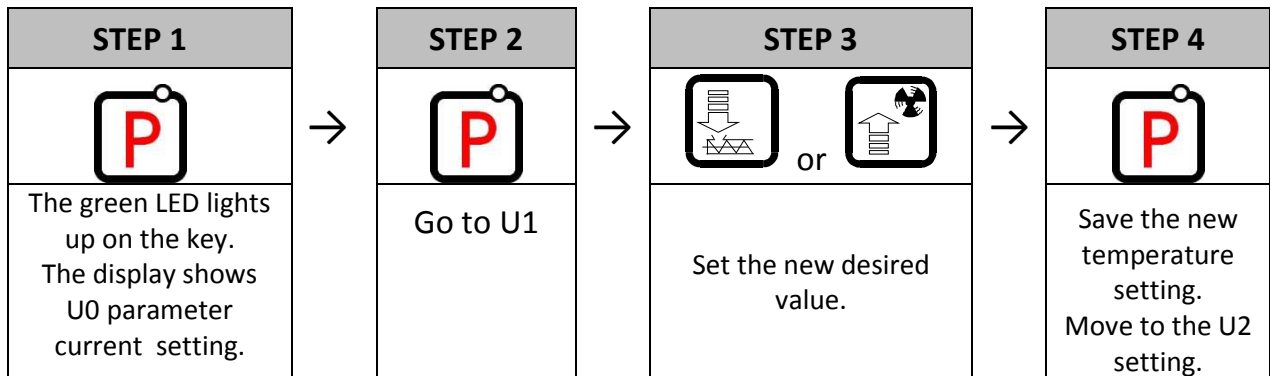 STEP 1
P
The green LED lights
up on the key.
The display shows
U0 parameter
current setting.
→
STEP 2
P
Go to U1
→
STEP 3
or
Set the new desired
value.
→
STEP 4
P
Save the new
temperature
setting.
Move to the U2
setting.